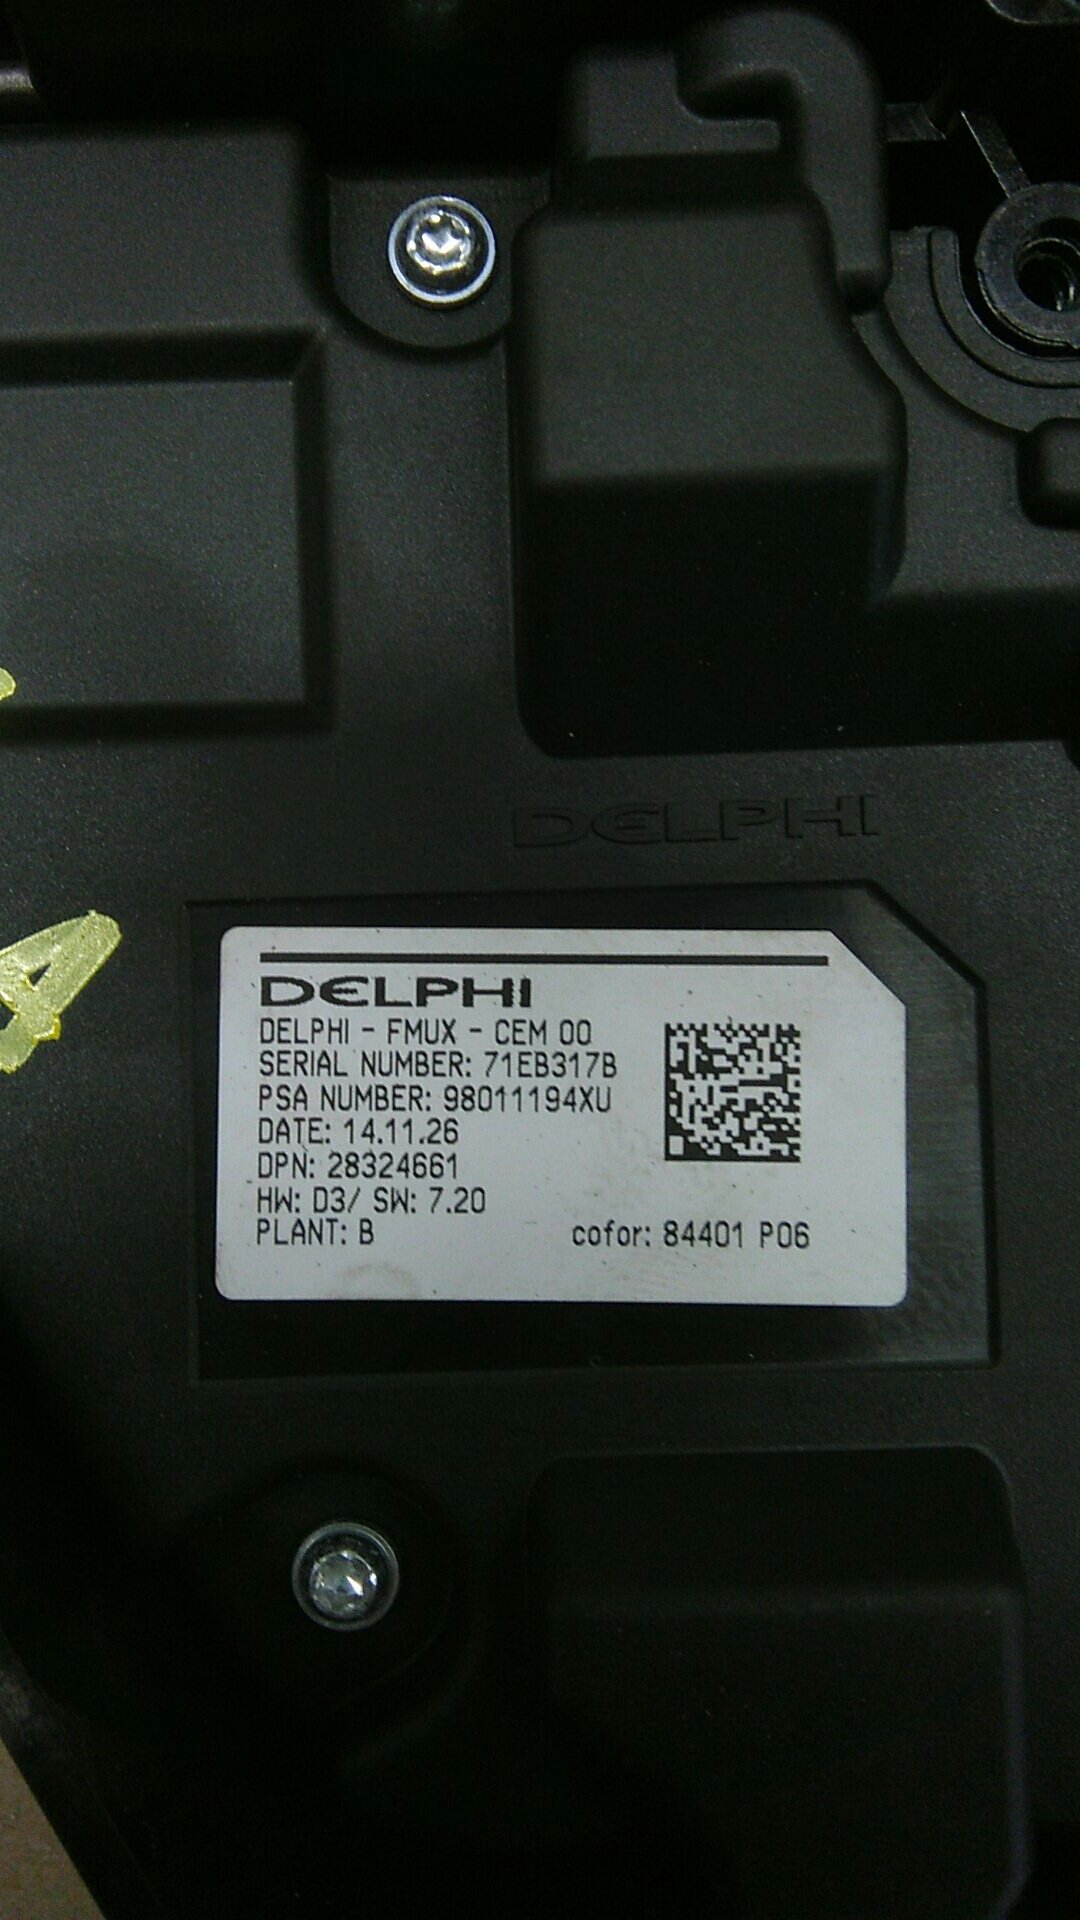 DELPHI
DELPHI
DELPHI - FMUX - CEM 00
SERIAL NUMBER: 71EB317B
PSA NUMBER: 98011194XU
DATE: 14.11.26
DPN: 28324661
HW: D3/ SW: 7.20
PLANT: B cofor: 84401 P06